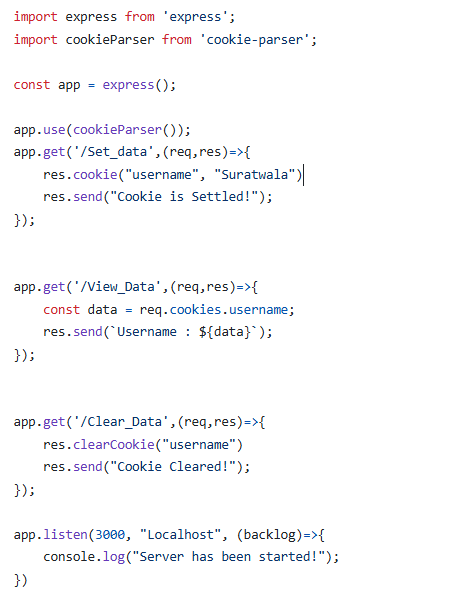 import express from 'express';
import cookieParser from 'cookie-parser';
const app = express();
app.use(cookieParser());
app.get('/Set_data',(req,res)=>{
    res.cookie("username", "Suratwala")
    res.send("Cookie is Settled!");
});
app.get('/View_Data',(req,res)=>{
    const data = req.cookies.username;
    res.send(`Username : ${data}`);
});
app.get('/Clear_Data',(req,res)=>{
    res.clearCookie("username")
    res.send("Cookie Cleared!");
});
app.listen(3000, "Localhost", (backlog)=>{
    console.log("Server has been started!");
})